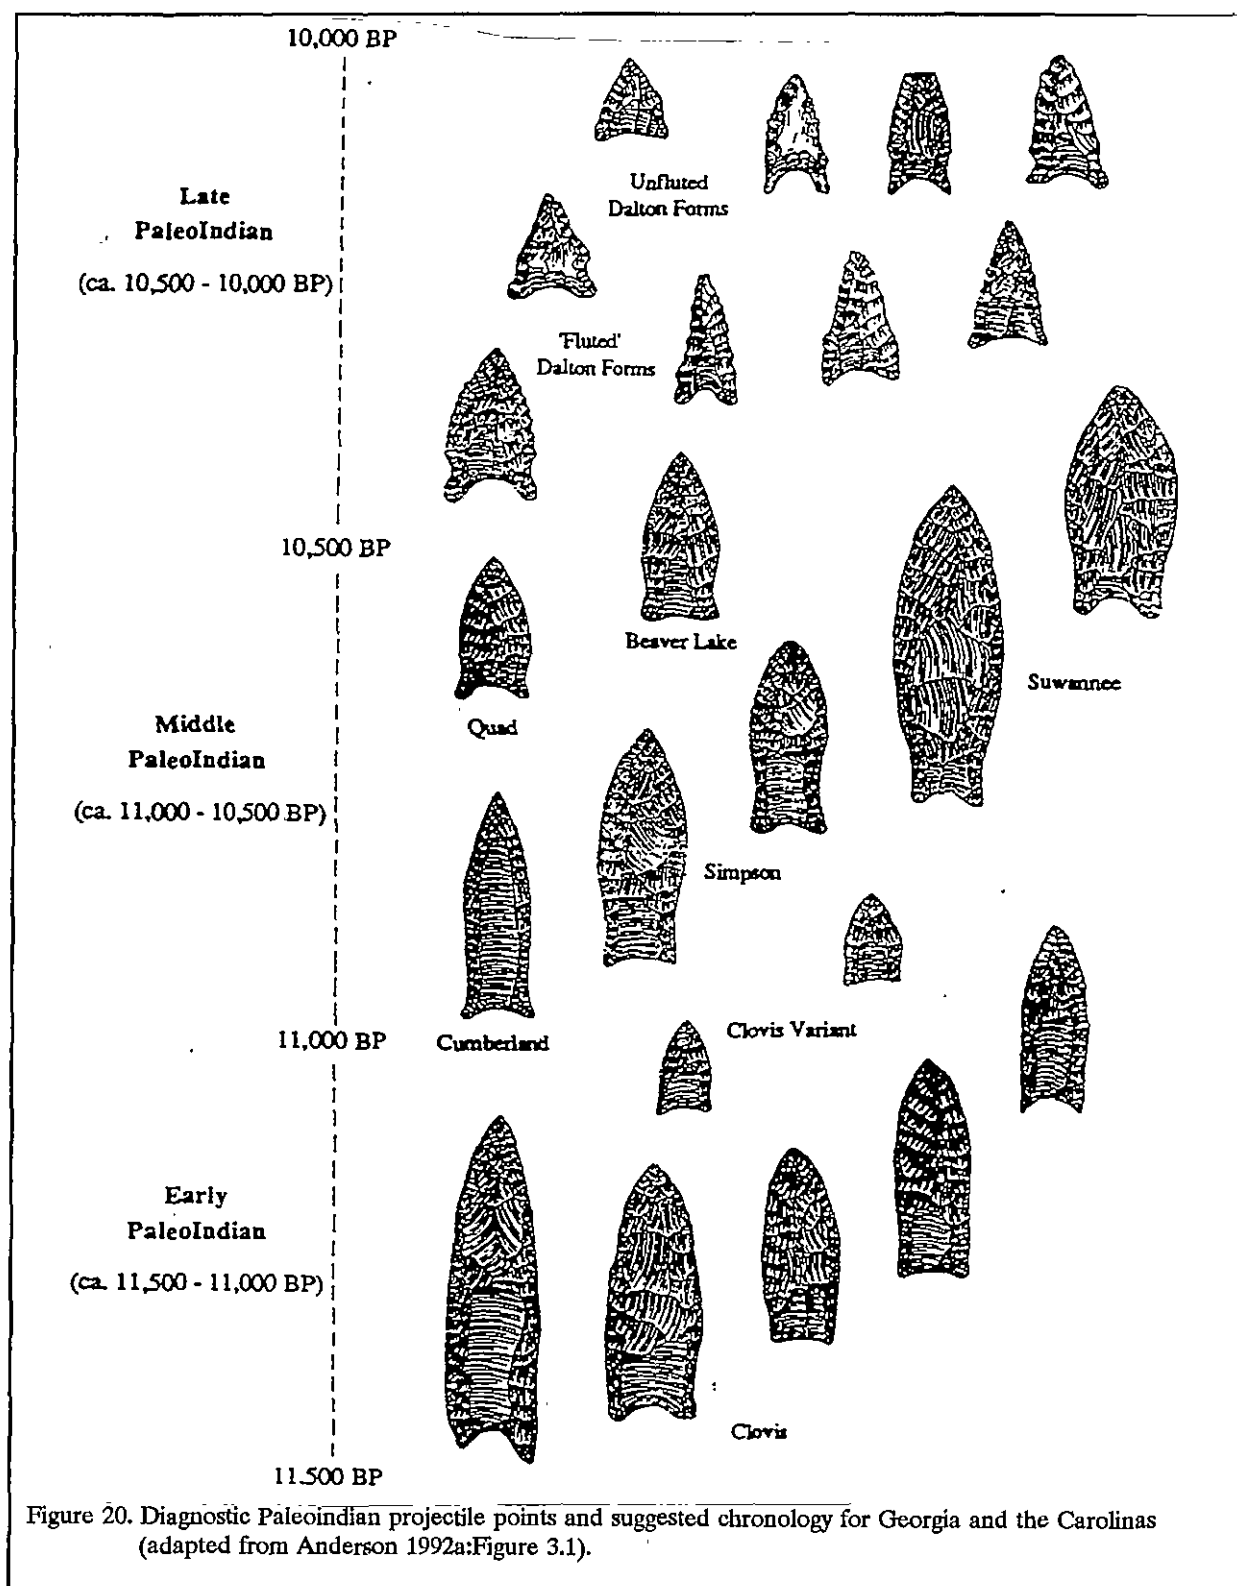 10,000 BP
Unfluted
Dalton Forms
Late
PaleoIndian
(ca. 10,500 - 10,000 BP)
'Fluted'
Dalton Forms
10,500 BP
Beaver Lake
Suwannee
Quad
Middle
PaleoIndian
(ca. 11,000 - 10,500 BP)
Simpson
Clovis Variant
11,000 BP
Cumberland
Early
PaleoIndian
(ca. 11,500 - 11,000 BP)
Clovis
11.500 BP
Figure 20. Diagnostic Paleoindian projectile points and suggested chronology for Georgia and the Carolinas
(adapted from Anderson 1992a:Figure 3.1).